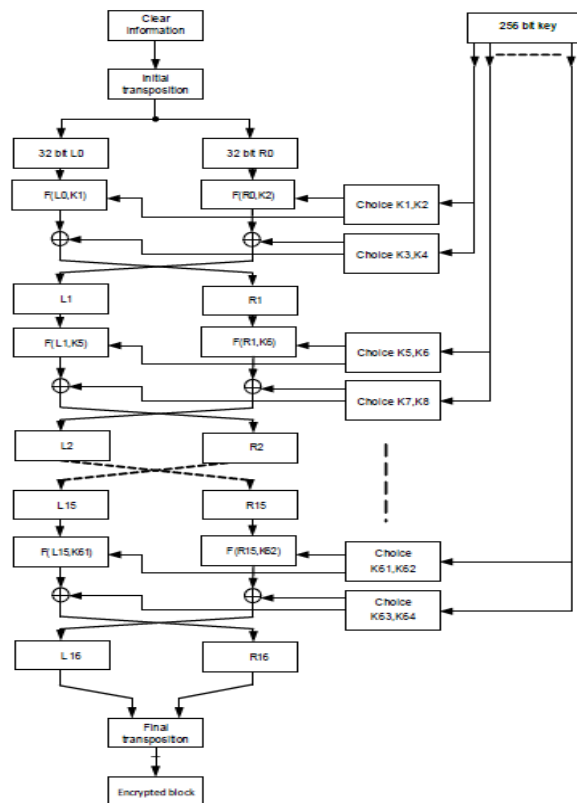 Clear
information
256 bit key
Initial
transposition
32 bit L0
32 bit R0
F(L0,K1)
F(R0,K2)
Choice K1,K2
Choice K3,K4
L1
R1
F(L1,K5)
F(R1,K6)
Choice K5,K6
Choice K7,K8
L2
R2
L15
R15
F(L15,K61)
F(R15,K62)
Choice
K61,K62
Choice
K63,K64
L16
R16
Final
transposition
Encrypted block